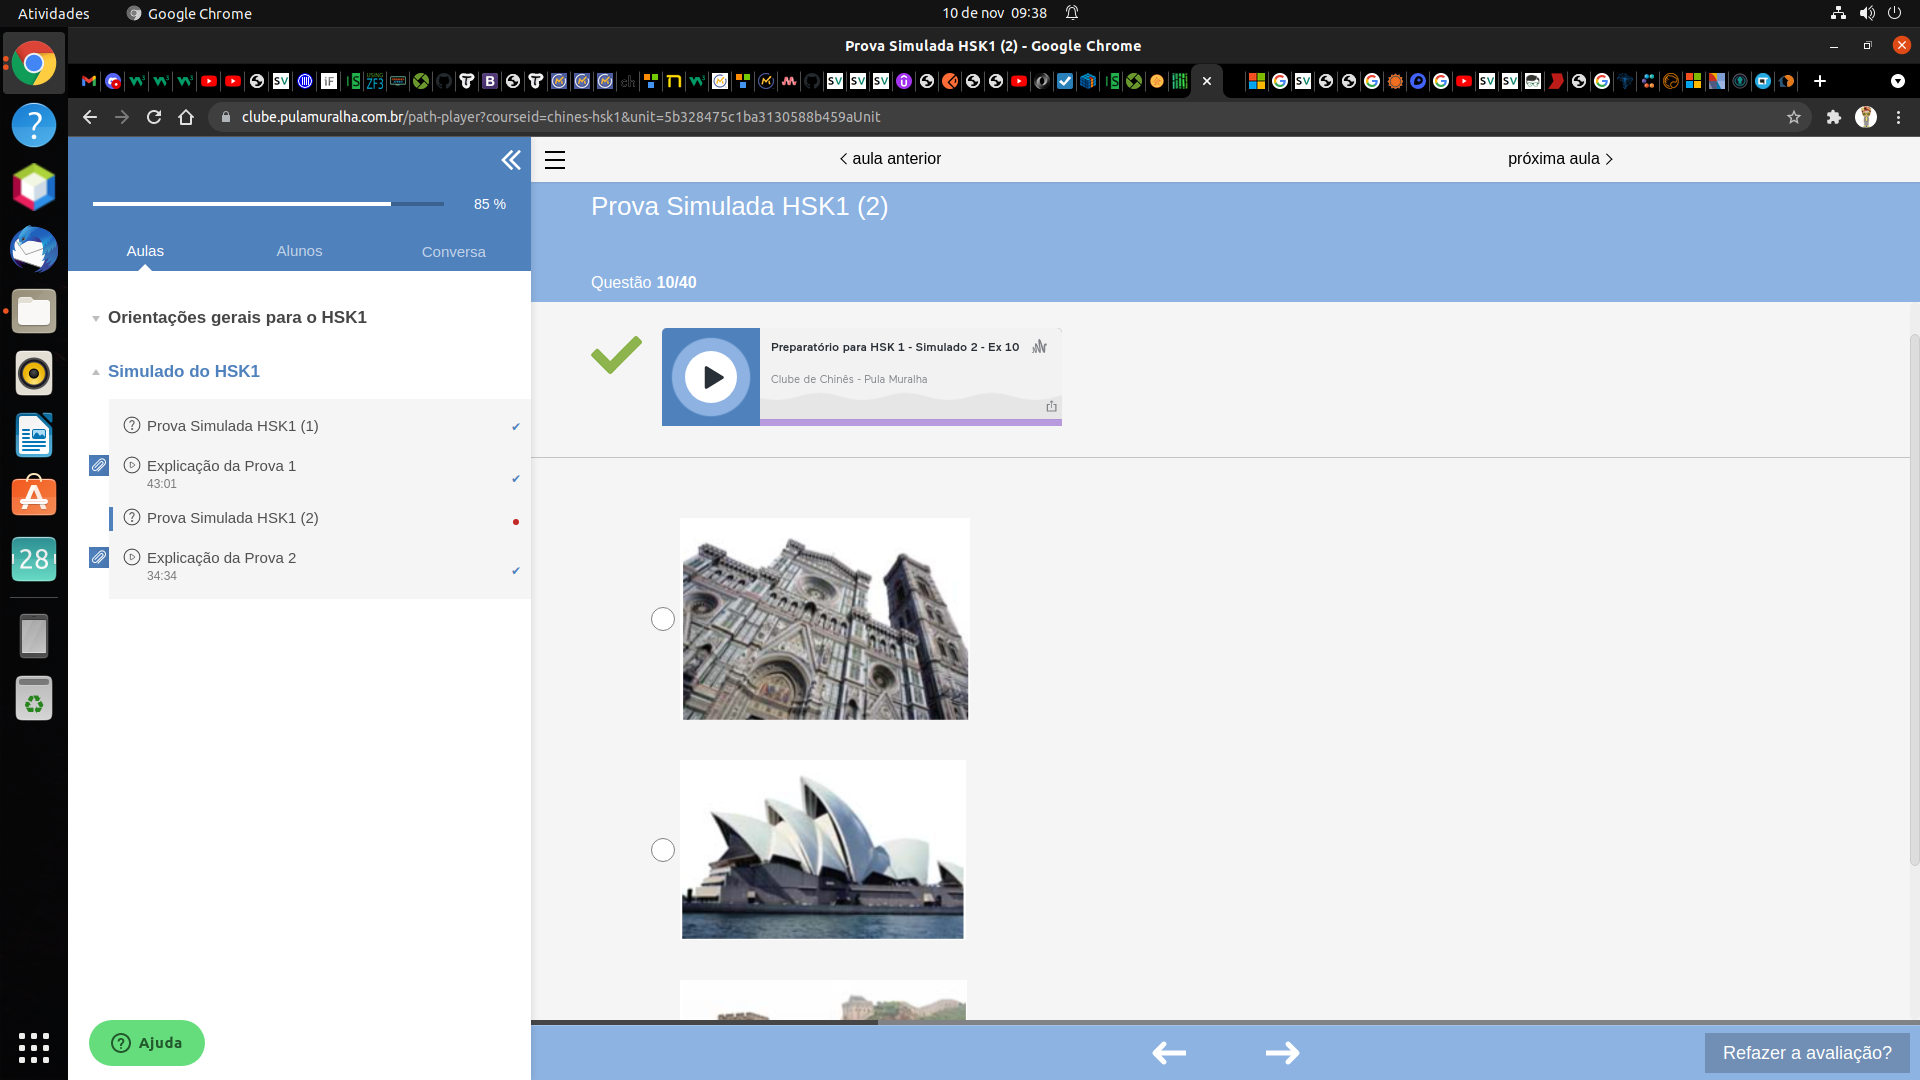 Atividades
Google Chrome
10 de nov 09:38
Prova Simulada HSK1 (2) - Google Chrome
clube.pulamuralha.com.br/path-player?courseid=chines-hsk1&unit=5b328475c1ba3130588b459aUnit
aula anterior
próxima aula
85 %
Prova Simulada HSK1 (2)
Aulas
Alunos
Conversa
Questão 10/40
Orientações gerais para o HSK1
Simulado do HSK1
Prova Simulada HSK1 (1)
Explicação da Prova 1
43:01
Prova Simulada HSK1 (2)
Explicação da Prova 2
34:34
Preparatório para HSK 1 - Simulado 2 - Ex 10
Clube de Chinês - Pula Muralha
28
Ajuda
Refazer a avaliação?